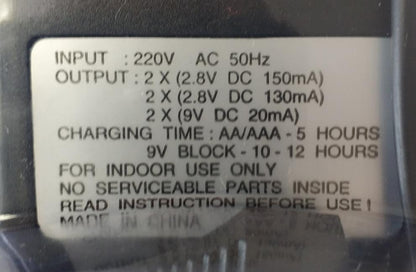 INPUT : 220V AC 50Hz
OUTPUT : 2 X (2.8V DC 150mA)
2 X (2.8V DC 130mA)
2 X (9V DC 20mA)
CHARGING TIME : AA/AAA - 5 HOURS
9V BLOCK - 10 - 12 HOURS
FOR INDOOR USE ONLY
NO SERVICEABLE PARTS INSIDE
READ INSTRUCTION BEFORE USE!
MADE IN CHINA